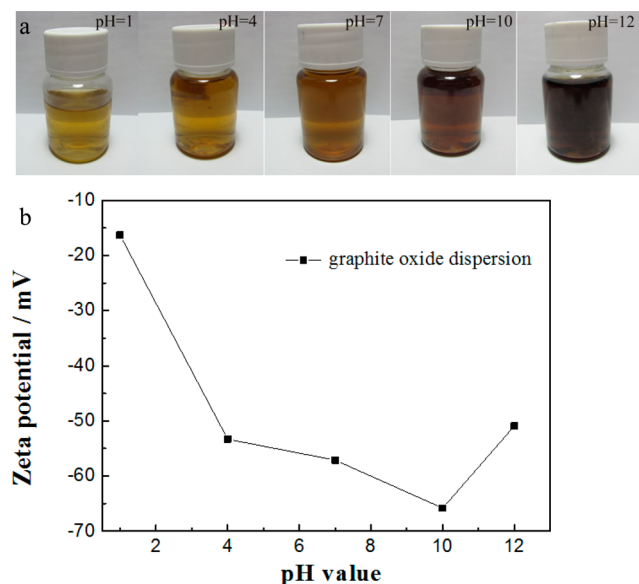 a
pH=1
pH=4
pH=7
pH=10
pH=12
b
-10
-20
-30
-40
-50
-60
-70
Zeta potential / mV
graphite oxide dispersion
2
4
6
8
10
12
pH value